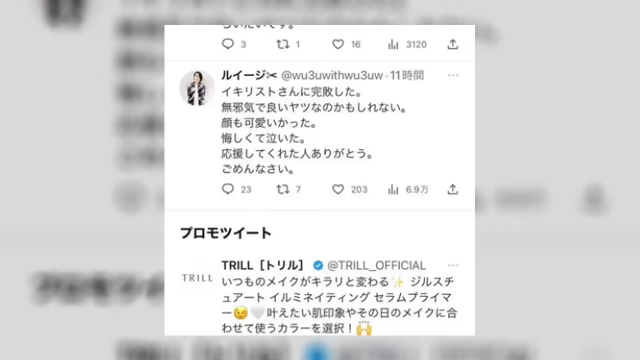 3 1 16 3120
ルイージ✂ @wu3uwithwu3uw · 11時間
イキリストさんに完敗した。
無邪気で良いヤツなのかもしれない。
顔も可愛いかった。
悔しくて泣いた。
応援してくれた人ありがとう。
ごめんなさい。
23 7 203 6.9万
プロモツイート
TRILL［トリル］ @TRILL_OFFICIAL
TRILL
いつものメイクがキラリと変わる✨ ジルスチ
ュアート イルミネイティング セラムプライマ
ー😉🤍叶えたい肌印象やその日のメイクに合
わせて使うカラーを選択！🙌